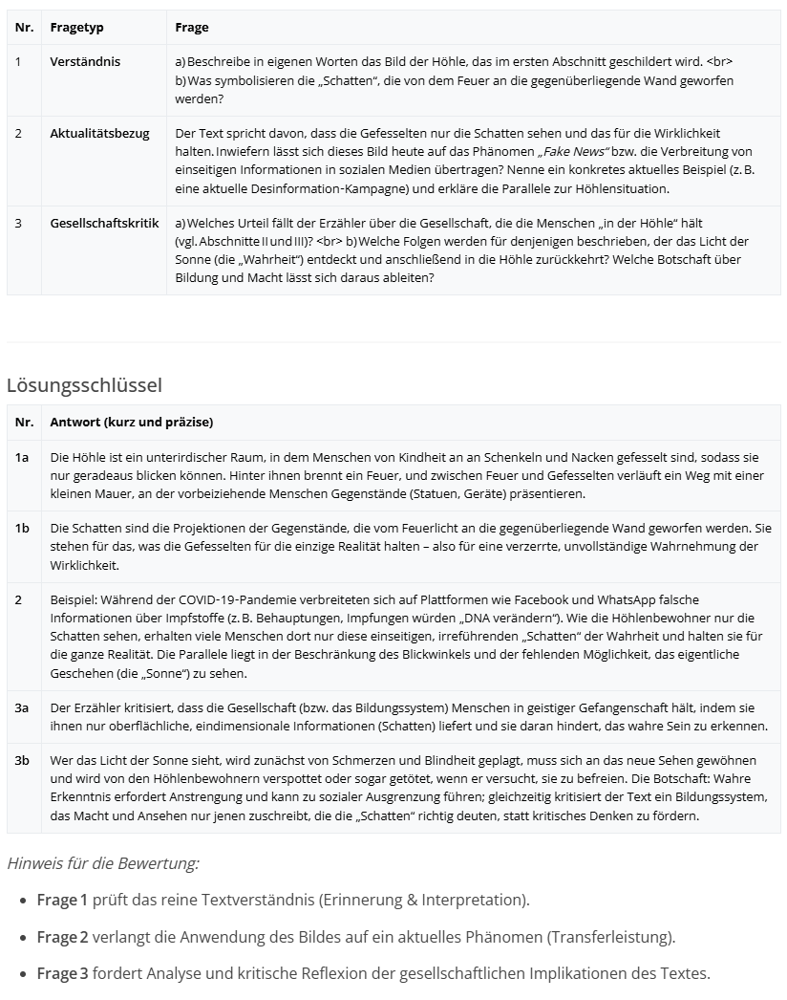 Nr. Fragetyp Frage
1 Verständnis a) Beschreibe in eigenen Worten das Bild der Höhle, das im ersten Abschnitt geschildert wird. <br>
b) Was symbolisieren die „Schatten“, die von dem Feuer an die gegenüberliegende Wand geworfen
werden?
2 Aktualitätsbezug Der Text spricht davon, dass die Gefesselten nur die Schatten sehen und das für die Wirklichkeit
halten. Inwiefern lässt sich dieses Bild heute auf das Phänomen „Fake News“ bzw. die Verbreitung von
einseitigen Informationen in sozialen Medien übertragen? Nenne ein konkretes aktuelles Beispiel (z. B.
eine aktuelle Desinformation-Kampagne) und erkläre die Parallele zur Höhlensituation.
3 Gesellschaftskritik a) Welches Urteil fällt der Erzähler über die Gesellschaft, die die Menschen „in der Höhle“ hält
(vgl. Abschnitte II und III)? <br> b) Welche Folgen werden für denjenigen beschrieben, der das Licht der
Sonne (die „Wahrheit“) entdeckt und anschließend in die Höhle zurückkehrt? Welche Botschaft über
Bildung und Macht lässt sich daraus ableiten?
Lösungsschlüssel
Nr. Antwort (kurz und präzise)
1a Die Höhle ist ein unterirdischer Raum, in dem Menschen von Kindheit an an Schenkeln und Nacken gefesselt sind, sodass sie
nur geradeaus blicken können. Hinter ihnen brennt ein Feuer, und zwischen Feuer und Gefesselten verläuft ein Weg mit einer
kleinen Mauer, an der vorbeiziehende Menschen Gegenstände (Statuen, Geräte) präsentieren.
1b Die Schatten sind die Projektionen der Gegenstände, die vom Feuerlicht an die gegenüberliegende Wand geworfen werden. Sie
stehen für das, was die Gefesselten für die einzige Realität halten – also für eine verzerrte, unvollständige Wahrnehmung der
Wirklichkeit.
2 Beispiel: Während der COVID-19-Pandemie verbreiteten sich auf Plattformen wie Facebook und WhatsApp falsche
Informationen über Impfstoffe (z. B. Behauptungen, Impfungen würden „DNA verändern“). Wie die Höhlenbewohner nur die
Schatten sehen, erhalten viele Menschen dort nur diese einseitigen, irreführenden „Schatten“ der Wahrheit und halten sie für
die ganze Realität. Die Parallele liegt in der Beschränkung des Blickwinkels und der fehlenden Möglichkeit, das eigentliche
Geschehen (die „Sonne“) zu sehen.
3a Der Erzähler kritisiert, dass die Gesellschaft (bzw. das Bildungssystem) Menschen in geistiger Gefangenschaft hält, indem sie
ihnen nur oberflächliche, eindimensionale Informationen (Schatten) liefert und sie daran hindert, das wahre Sein zu erkennen.
3b Wer das Licht der Sonne sieht, wird zunächst von Schmerzen und Blindheit geplagt, muss sich an das neue Sehen gewöhnen
und wird von den Höhlenbewohnern verspottet oder sogar getötet, wenn er versucht, sie zu befreien. Die Botschaft: Wahre
Erkenntnis erfordert Anstrengung und kann zu sozialer Ausgrenzung führen; gleichzeitig kritisiert der Text ein Bildungssystem,
das Macht und Ansehen nur jenen zuschreibt, die die „Schatten“ richtig deuten, statt kritisches Denken zu fördern.
Hinweis für die Bewertung:
• Frage 1 prüft das reine Textverständnis (Erinnerung & Interpretation).
• Frage 2 verlangt die Anwendung des Bildes auf ein aktuelles Phänomen (Transferleistung).
• Frage 3 fordert Analyse und kritische Reflexion der gesellschaftlichen Implikationen des Textes.